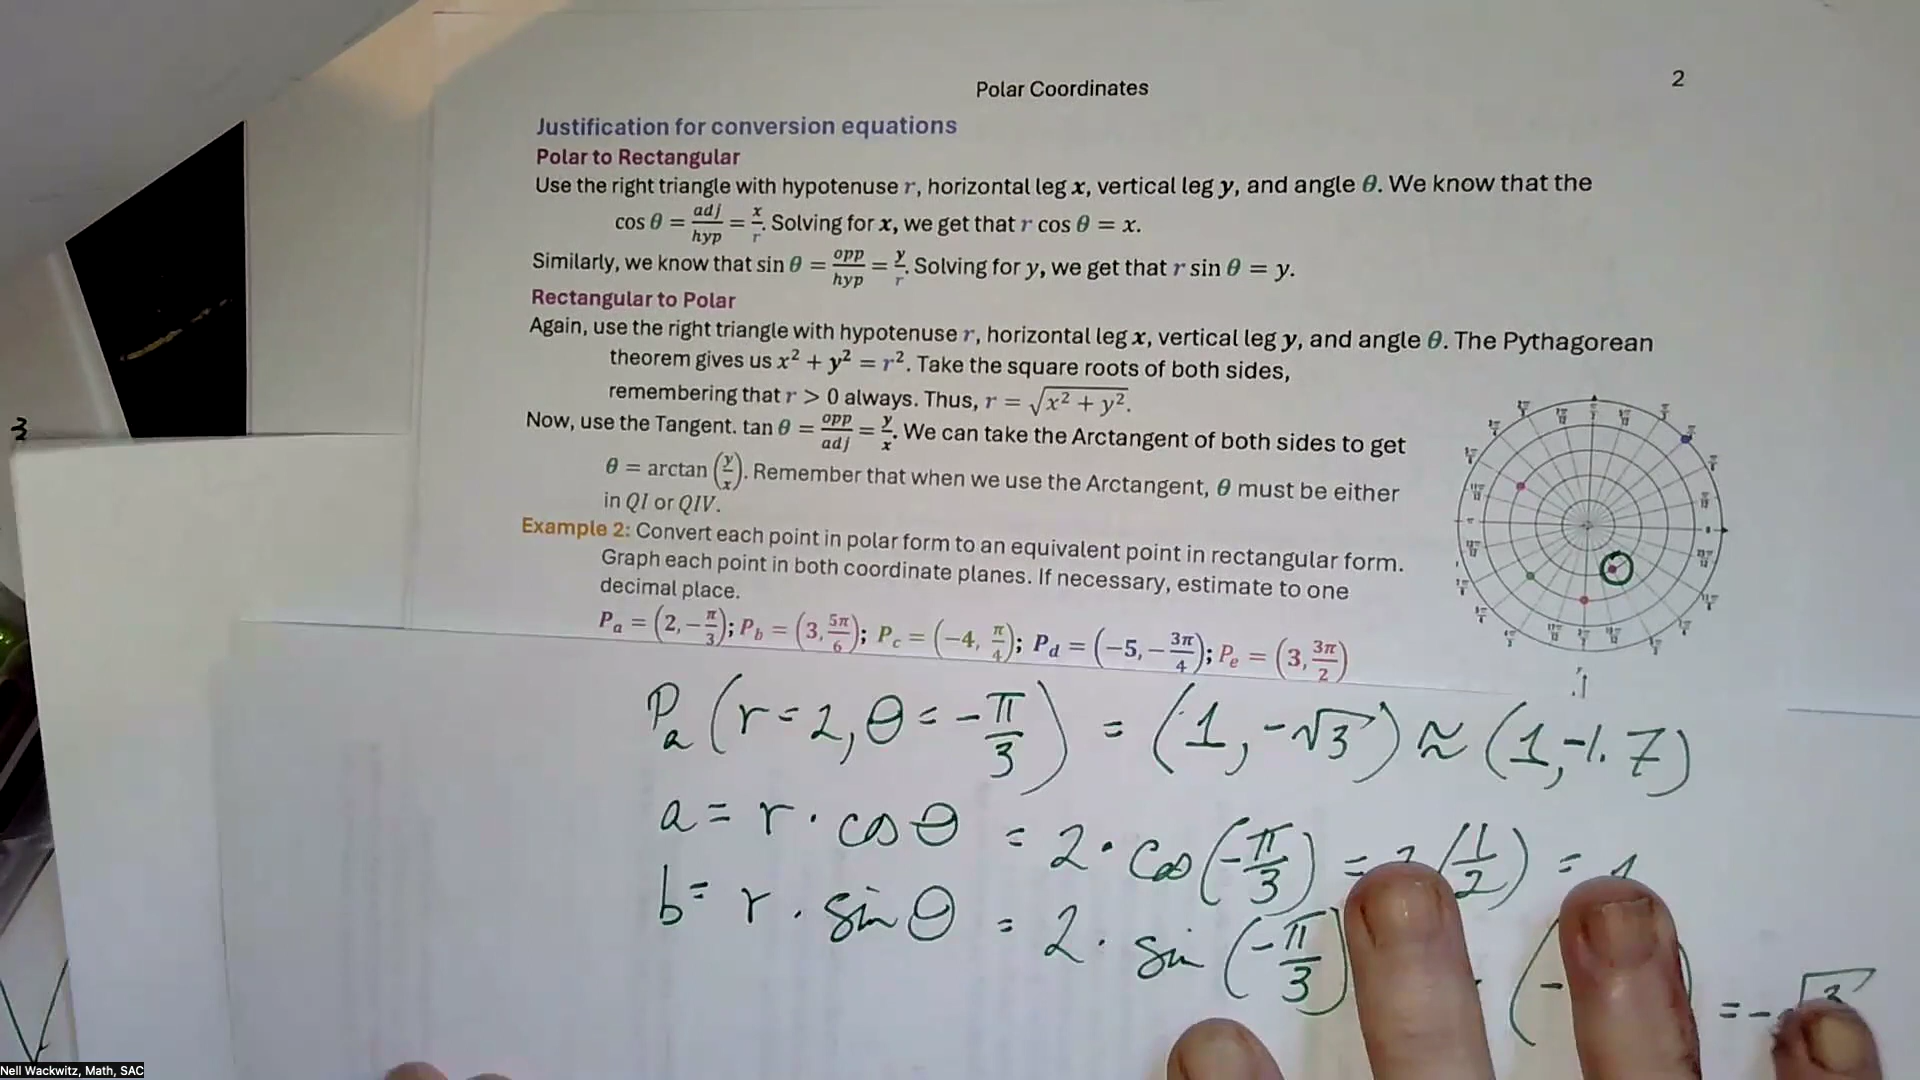 Polar Coordinates 2
Justification for conversion equations
Polar to Rectangular
Use the right triangle with hypotenuse r, horizontal leg x, vertical leg y, and angle θ. We know that the
cos θ = adj/hyp = x/r. Solving for x, we get that r cos θ = x.
Similarly, we know that sin θ = opp/hyp = y/r. Solving for y, we get that r sin θ = y.
Rectangular to Polar
Again, use the right triangle with hypotenuse r, horizontal leg x, vertical leg y, and angle θ. The Pythagorean
theorem gives us x² + y² = r². Take the square roots of both sides,
remembering that r > 0 always. Thus, r = √(x² + y²).
Now, use the Tangent. tan θ = opp/adj = y/x. We can take the Arctangent of both sides to get
θ = arctan (y/x). Remember that when we use the Arctangent, θ must be either
in QI or QIV.
Example 2: Convert each point in polar form to an equivalent point in rectangular form.
Graph each point in both coordinate planes. If necessary, estimate to one
decimal place.
Pa = (2, -π/3); Pb = (3, 5π/6); Pc = (-4, π/4); Pd = (-5, -3π/4); Pe = (3, 3π/2)
Pa (r = 2, θ = -π/3) = (1, -√3) ≈ (1, -1.7)
a = r · cos θ = 2 · cos(-π/3) = 2 (1/2) = 1
b = r · sin θ = 2 · sin (-π/3) = -√3
3
Nell Wackwitz, Math, SAC